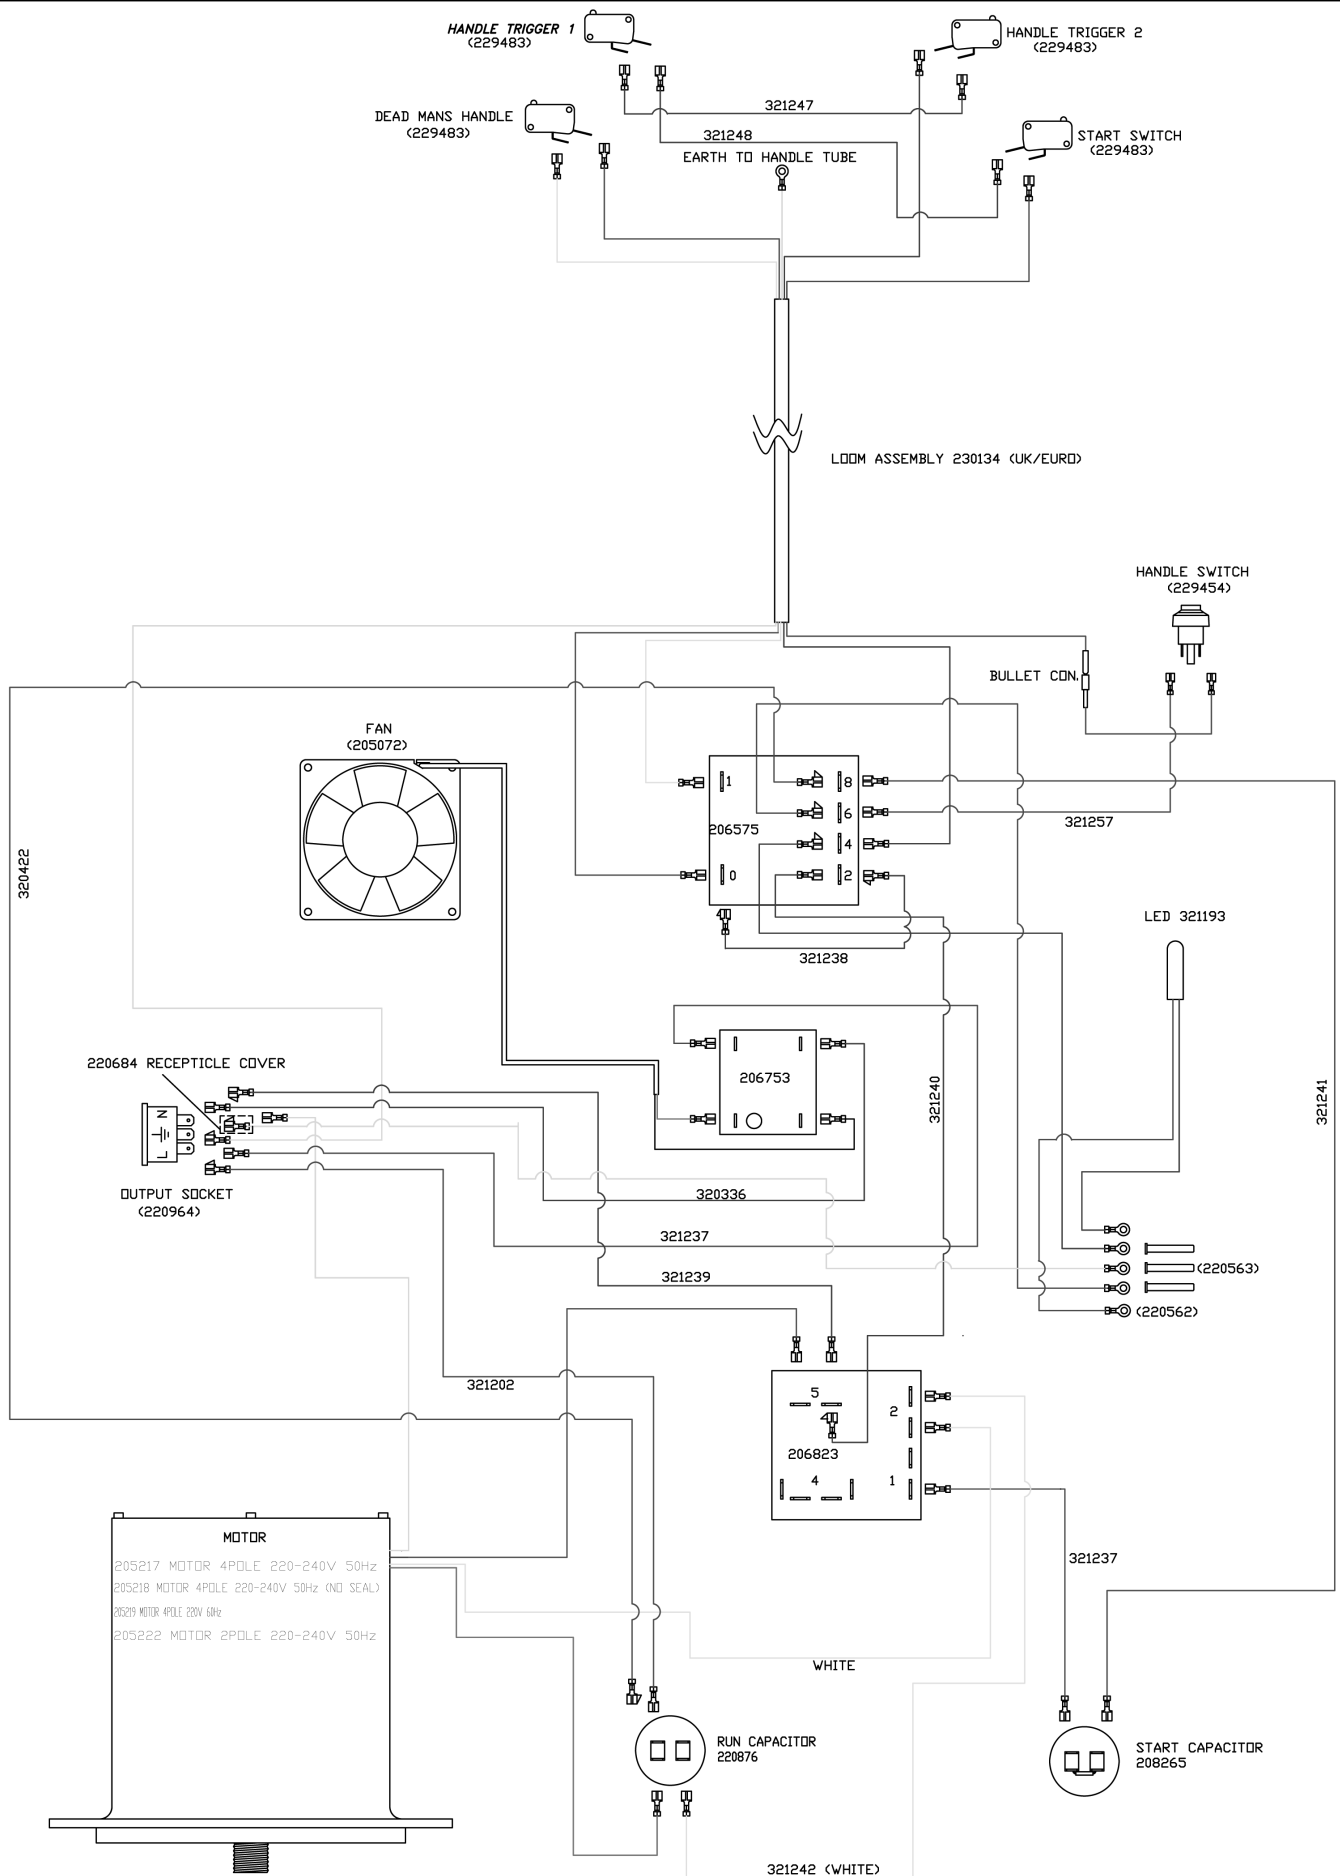 HANDLE TRIGGER 1
(229483)
HANDLE TRIGGER 2
(229483)
DEAD MANS HANDLE
(229483)
321247
321248
START SWITCH
(229483)
EARTH TO HANDLE TUBE
LOOM ASSEMBLY 230134 (UK/EURO)
HANDLE SWITCH
(229454)
BULLET CON.
FAN
(205072)
1
8
6
206575
4
0
2
321257
320422
LED 321193
321238
220684 RECEPTICLE COVER
206753
321240
321241
N
L
OUTPUT SOCKET
(220964)
320336
321237
(220563)
321239
(220562)
321202
5
2
206823
4
1
MOTOR
205217 MOTOR 4POLE 220-240V 50Hz
205218 MOTOR 4POLE 220-240V 50Hz (NO SEAL)
205219 MOTOR 4POLE 220V 60Hz
205222 MOTOR 2POLE 220-240V 50Hz
321237
WHITE
RUN CAPACITOR
220876
START CAPACITOR
208265
321242 (WHITE)